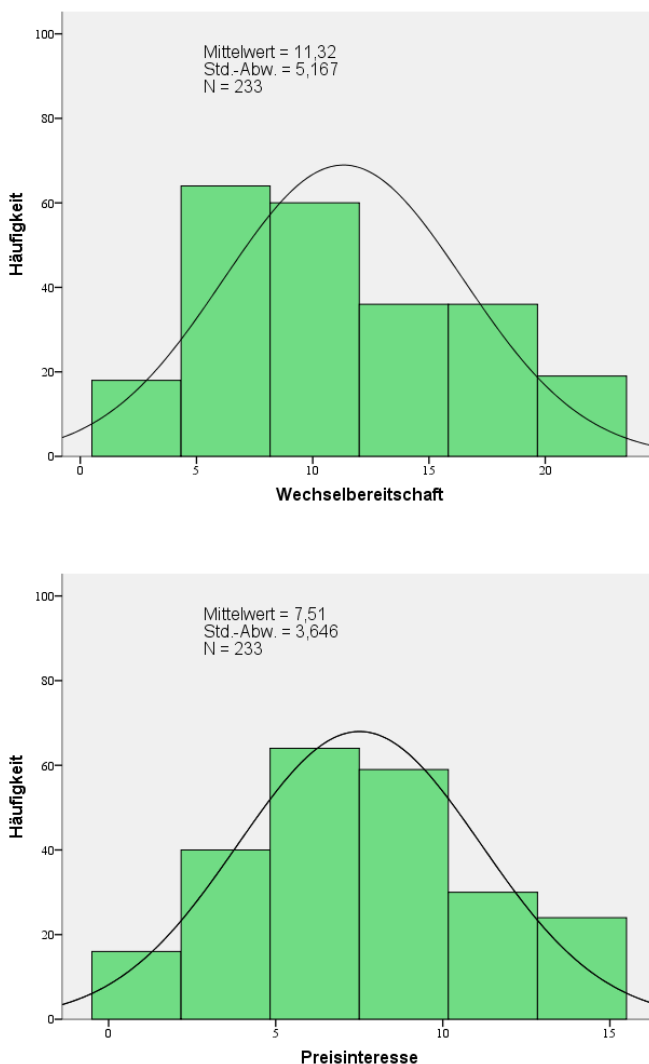 100
Mittelwert = 11,32
Std.-Abw. = 5,167
N = 233
80
60
40
20
0
Häufigkeit
0 5 10 15 20
Wechselbereitschaft
100
Mittelwert = 7,51
Std.-Abw. = 3,646
N = 233
80
60
40
20
0
Häufigkeit
0 5 10 15
Preisinteresse